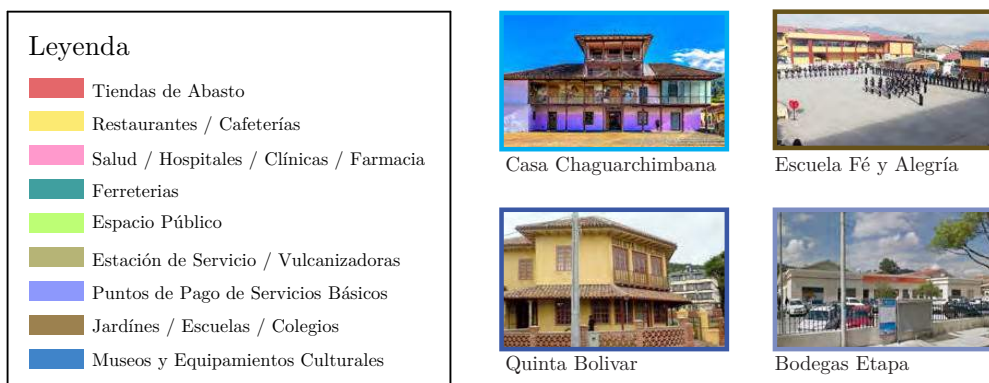 Leyenda
Tiendas de Abasto
Restaurantes / Cafeterías
Salud / Hospitales / Clínicas / Farmacia
Ferreterias
Espacio Público
Estación de Servicio / Vulcanizadoras
Puntos de Pago de Servicios Básicos
Jardínes / Escuelas / Colegios
Museos y Equipamientos Culturales
Casa Chaguarchimbana
Escuela Fé y Alegría
Quinta Bolivar
Bodegas Etapa